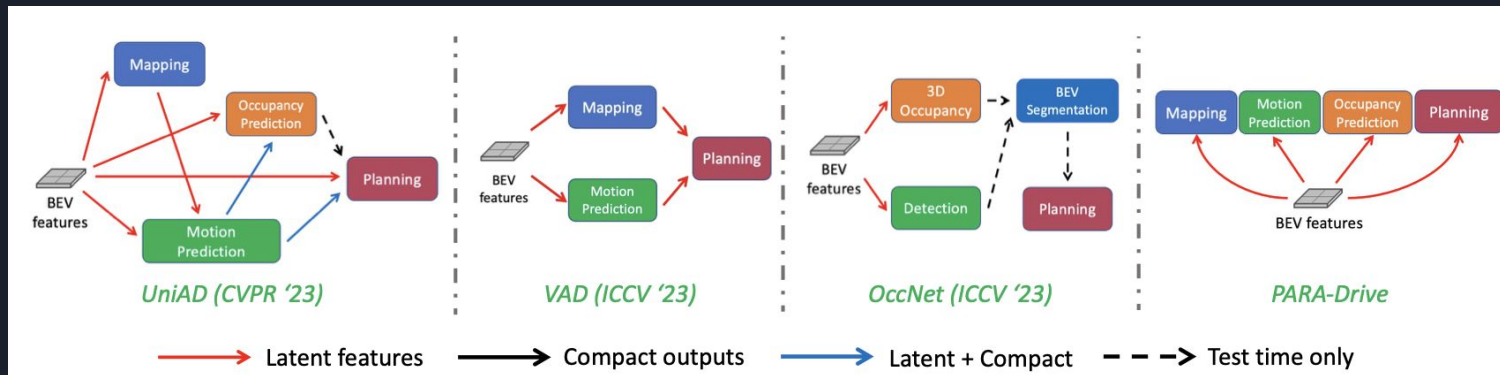 Mapping
Occupancy
Prediction
Planning
BEV
features
Motion
Prediction
UniAD (CVPR ‘23)
Mapping
BEV
features
Planning
Motion
Prediction
VAD (ICCV ‘23)
3D
Occupancy
BEV
Segmentation
BEV
features
Detection
Planning
OccNet (ICCV ‘23)
Mapping
Motion
Prediction
Occupancy
Prediction
Planning
BEV features
PARA-Drive
Latent features
Compact outputs
Latent + Compact
Test time only